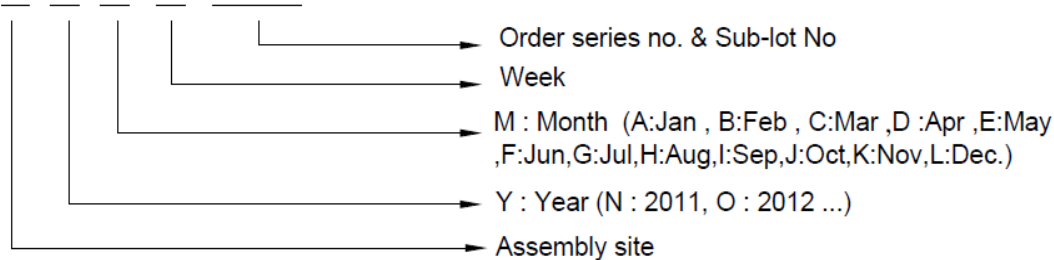 Order series no. & Sub-lot No
Week
M : Month (A:Jan , B:Feb , C:Mar ,D :Apr ,E:May
,F:Jun,G:Jul,H:Aug,I:Sep,J:Oct,K:Nov,L:Dec.)
Y : Year (N : 2011, O : 2012 ...)
Assembly site